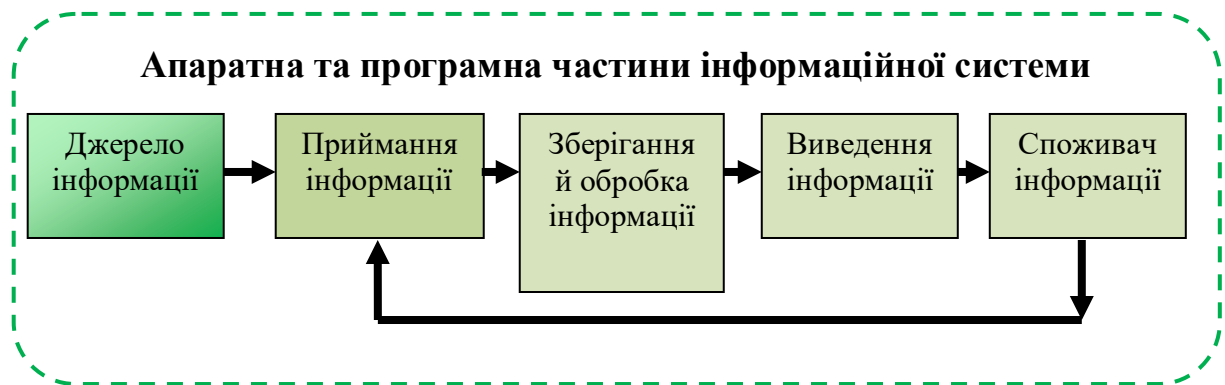 Апаратна та програмна частини інформаційної системи
Джерело
інформації
Приймання
інформації
Зберігання
й обробка
інформації
Виведення
інформації
Споживач
інформації